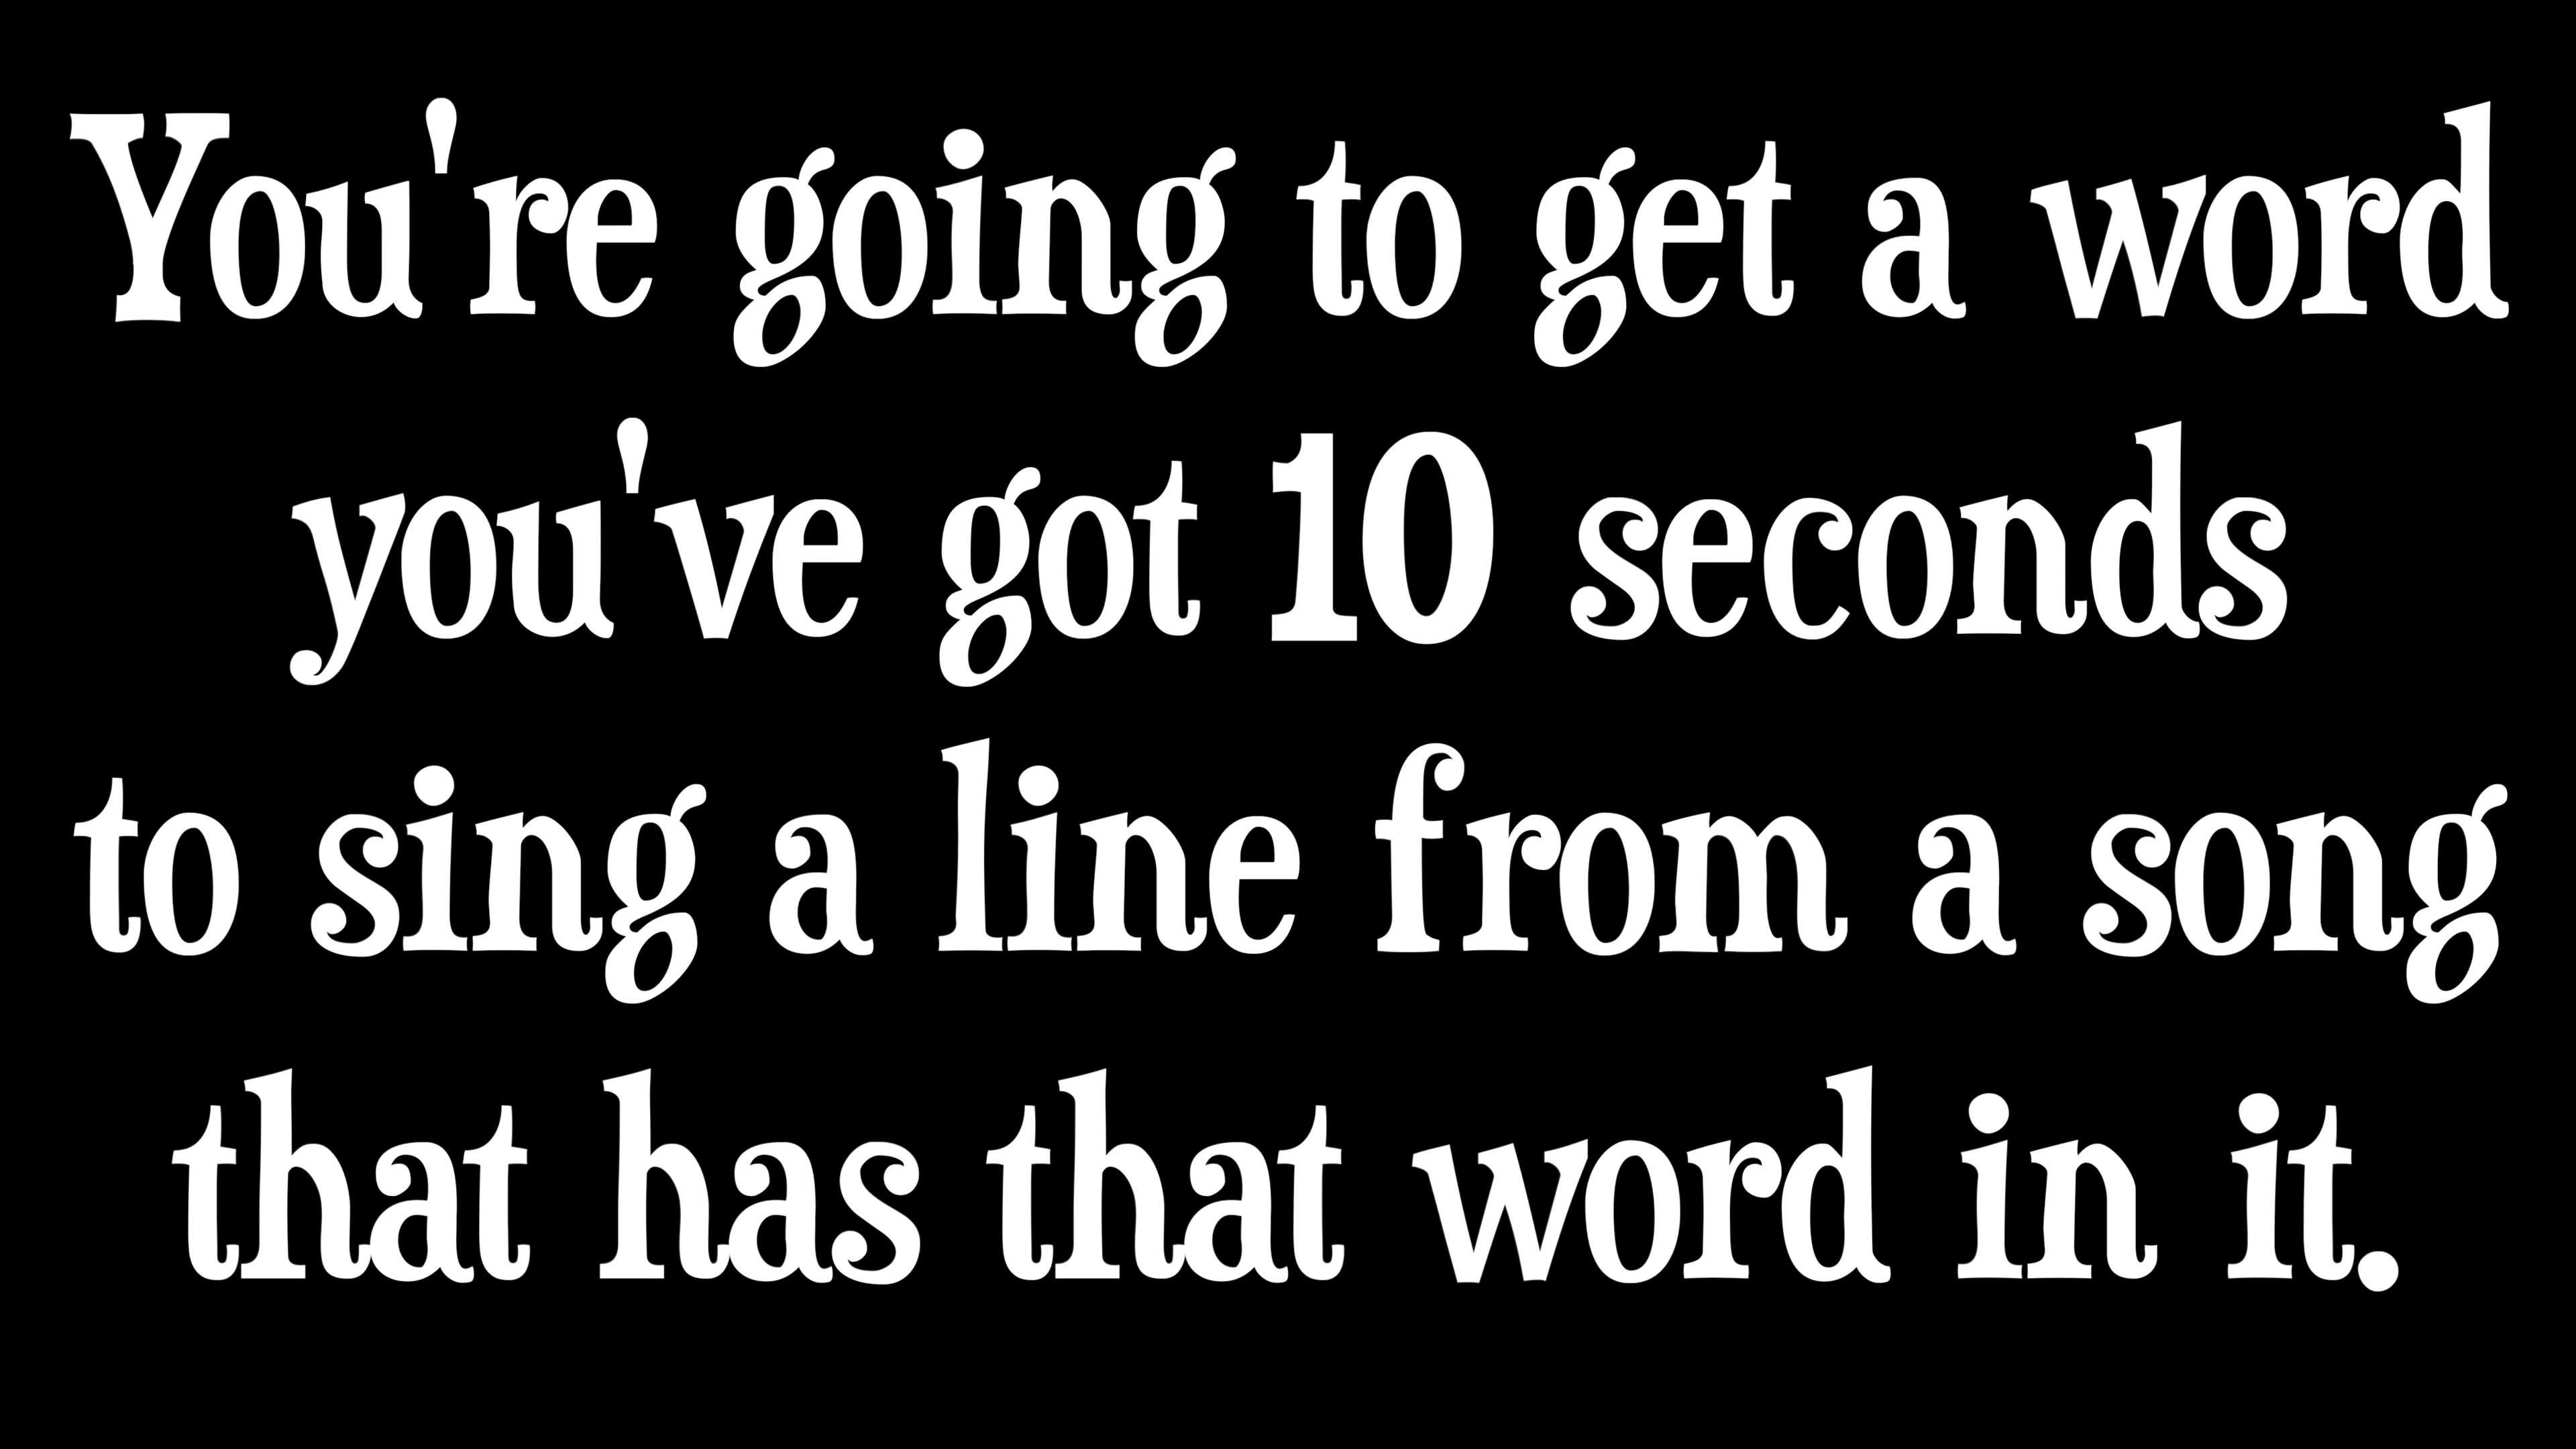 You're going to get a word
you've got 10 seconds
to sing a line from a song
that has that word in it.